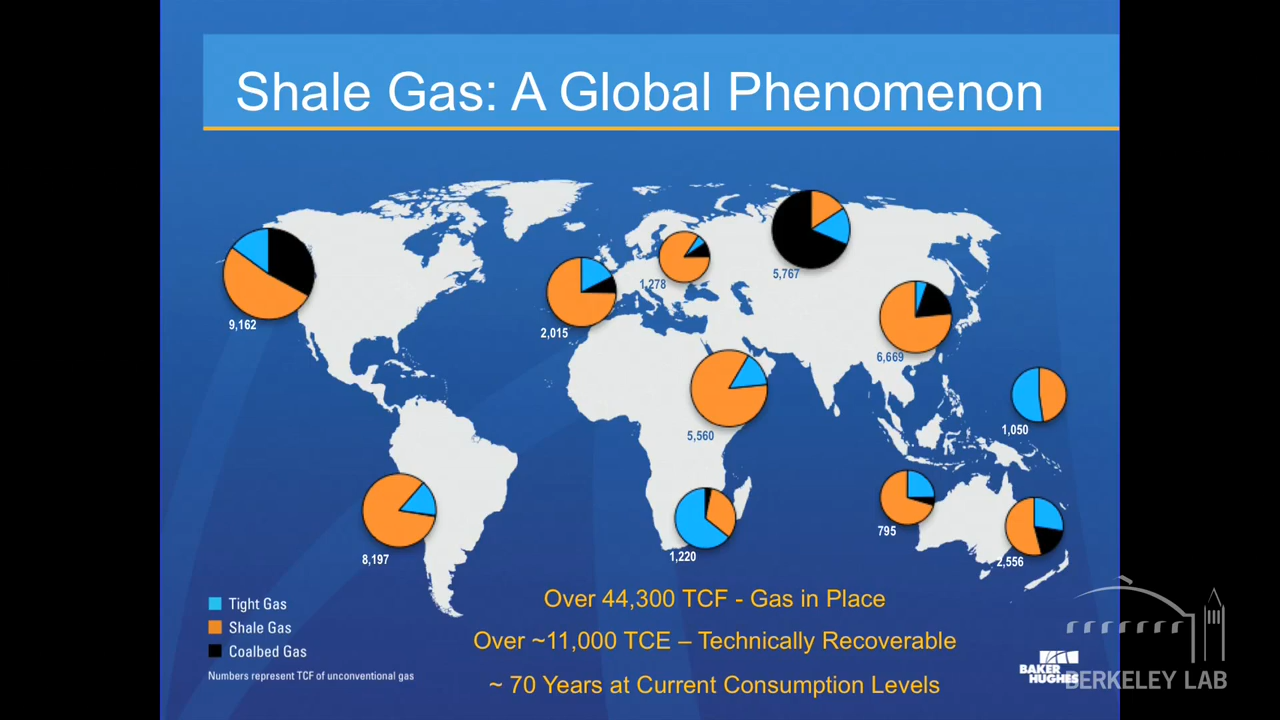 Shale Gas: A Global Phenomenon
9,162
2,015
1,278
5,767
6,669
5,560
1,050
8,197
1,220
795
2,556
Tight Gas
Shale Gas
Coalbed Gas
Numbers represent TCF of unconventional gas
Over 44,300 TCF - Gas in Place
Over ~11,000 TCE – Technically Recoverable
~ 70 Years at Current Consumption Levels
BAKER
HUGHES
BERKELEY LAB